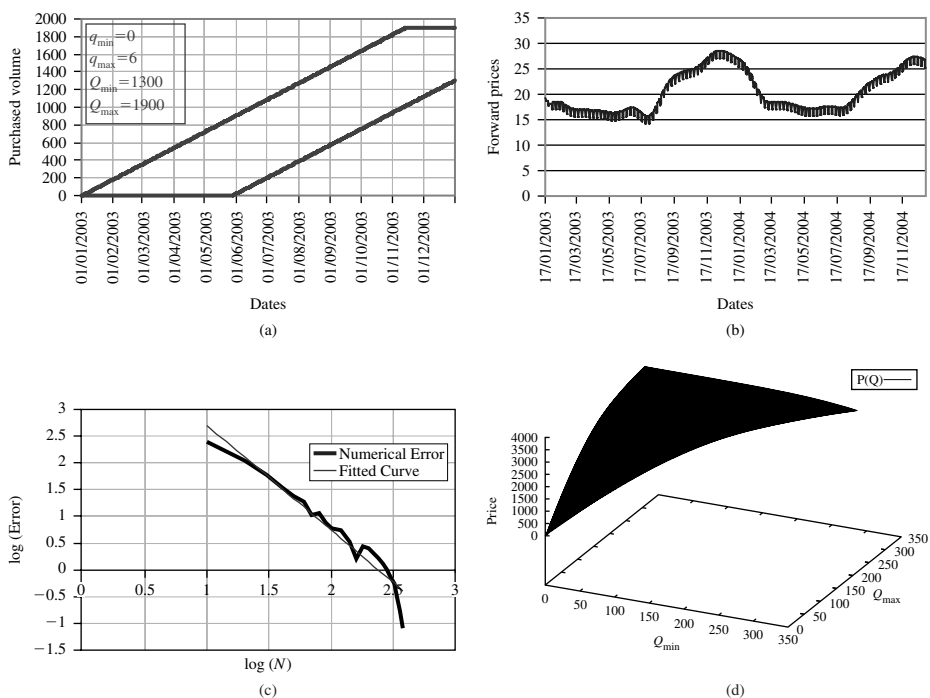 2000
1800
1600
1400
1200
1000
800
600
400
200
0
Purchased volume
qmin=0
qmax=6
Qmin=1300
Qmax=1900
01/01/2003
01/02/2003
01/03/2003
01/04/2003
01/05/2003
01/06/2003
01/07/2003
01/08/2003
01/09/2003
01/10/2003
01/11/2003
01/12/2003
Dates
(a)
35
30
25
20
15
10
5
0
Forward prices
17/01/2003
17/03/2003
17/05/2003
17/07/2003
17/09/2003
17/11/2003
17/01/2004
17/03/2004
17/05/2004
17/07/2004
17/09/2004
17/11/2004
Dates
(b)
3
2.5
2
1.5
1
0.5
0
−0.5
−1
−1.5
log (Error)
Numerical Error
Fitted Curve
0 0.5 1 1.5 2 2.5 3
log (N)
(c)
P(Q)
4000
3500
3000
2500
2000
1500
1000
500
0
Price
0 50 100 150 200 250 300 350
Qmin
0 50 100 150 200 250 300 350
Qmax
(d)